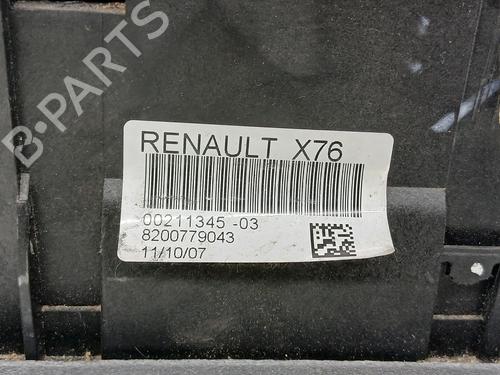 RENAULT X76
00211345 -03
8200779043
11/10/07
B-PARTS